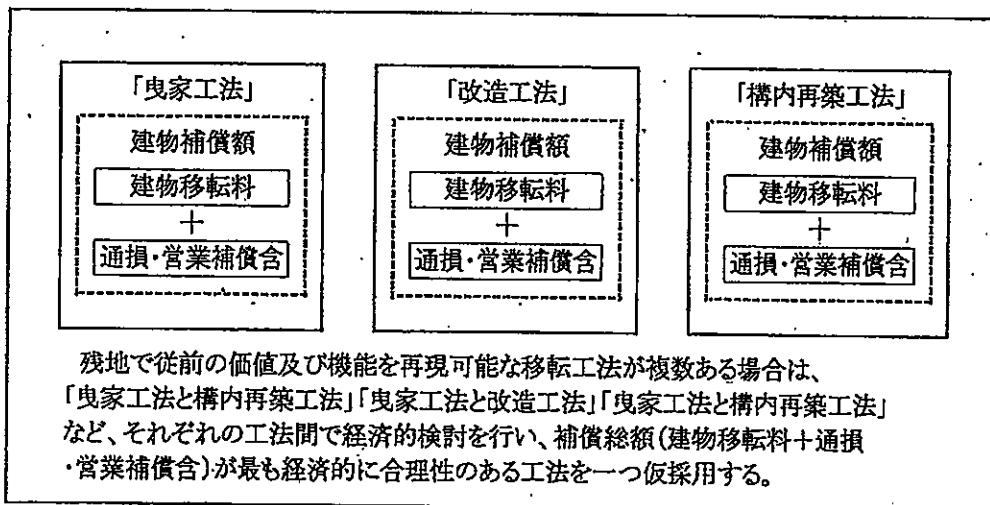 「曳家工法」
建物補償額
建物移転料
＋
通損・営業補償含
「改造工法」
建物補償額
建物移転料
＋
通損・営業補償含
「構内再築工法」
建物補償額
建物移転料
＋
通損・営業補償含
残地で従前の価値及び機能を再現可能な移転工法が複数ある場合は、
「曳家工法と構内再築工法」「曳家工法と改造工法」「曳家工法と構内再築工法」
など、それぞれの工法間で経済的検討を行い、補償総額(建物移転料＋通損
・営業補償含)が最も経済的に合理性のある工法を一つ仮採用する。